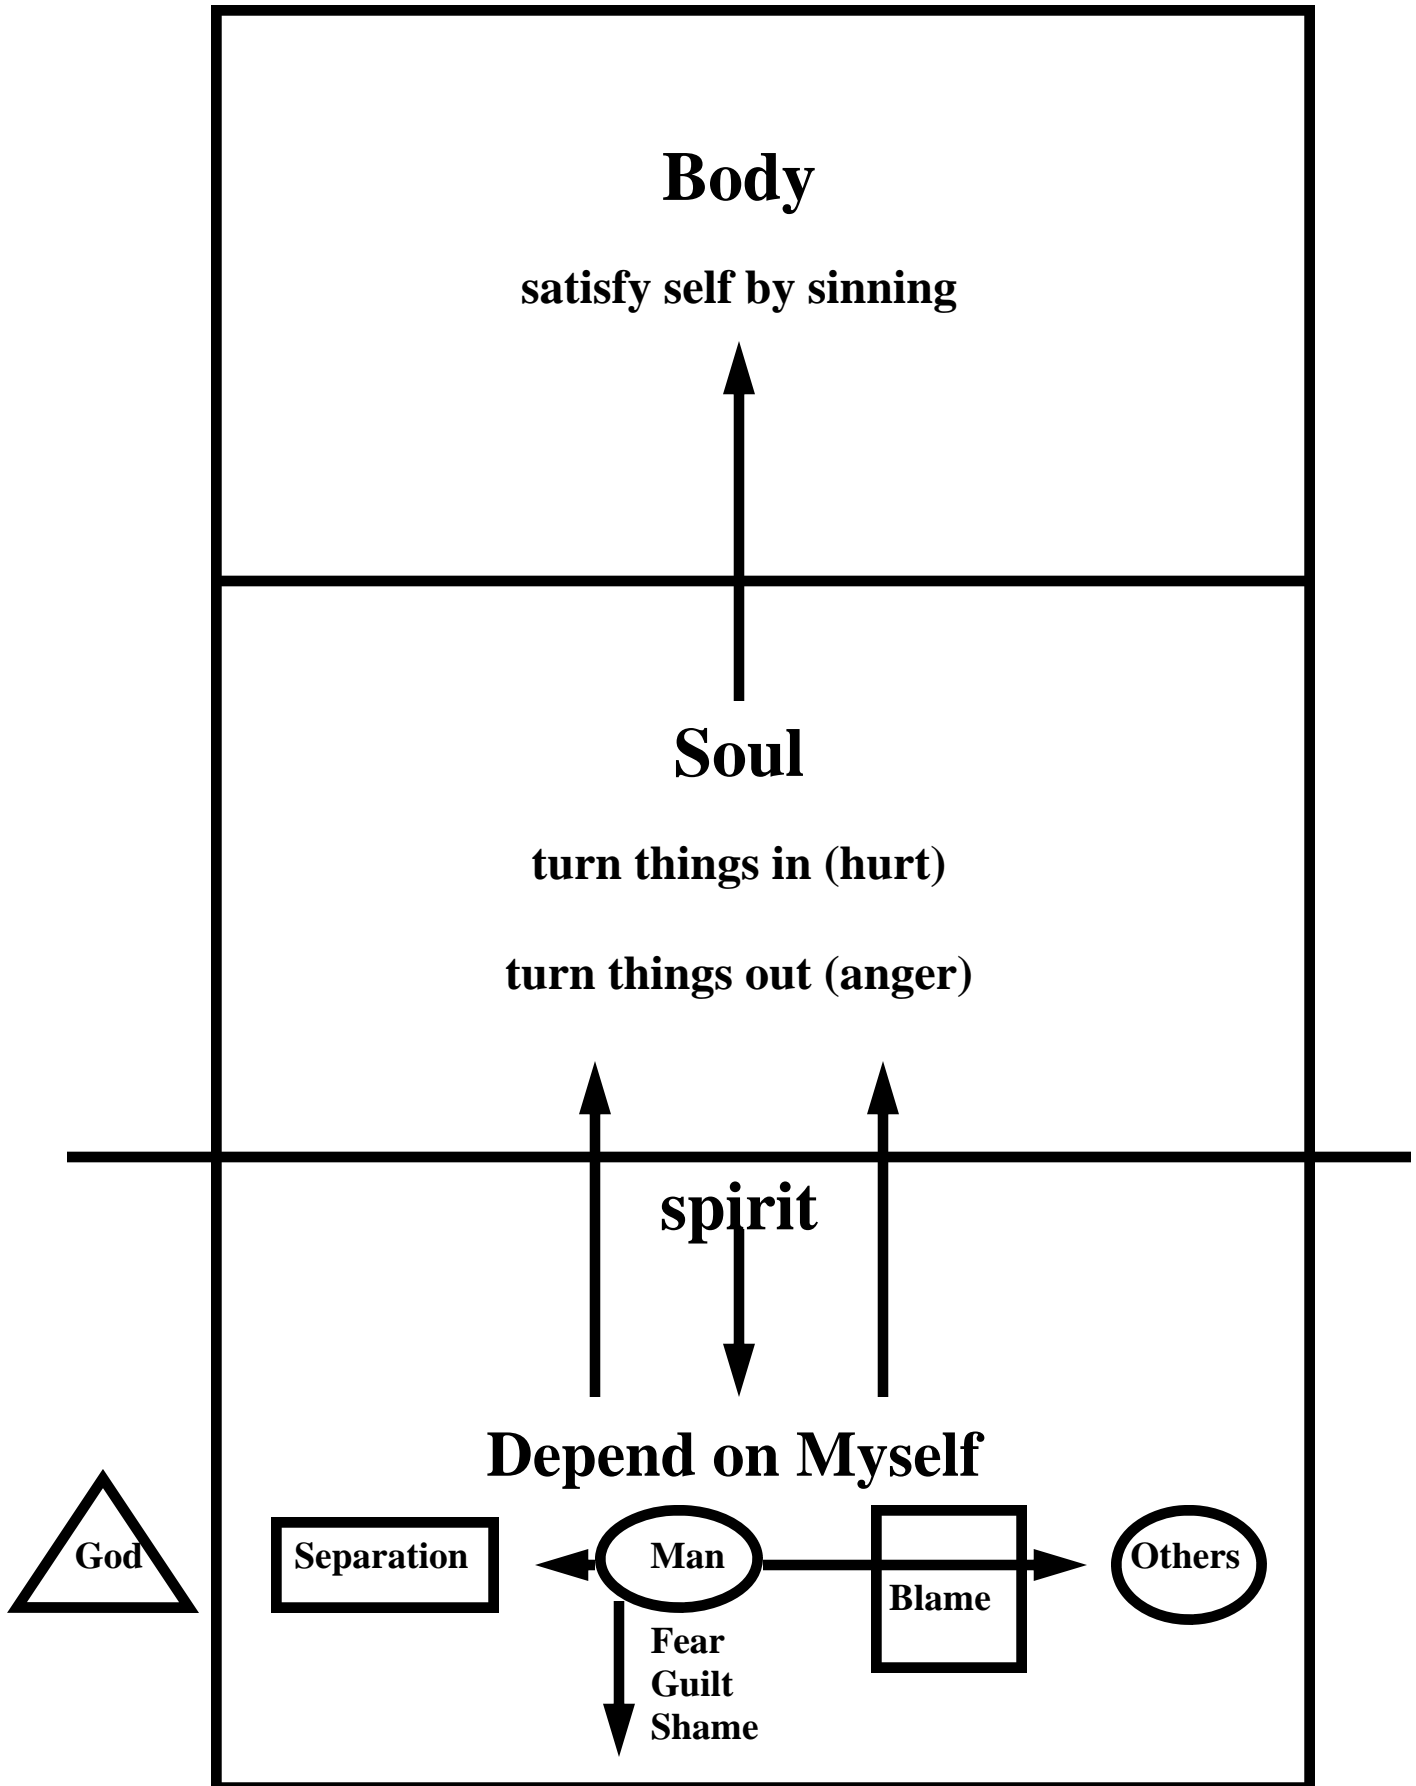 Body
satisfy self by sinning
Soul
turn things in (hurt)
turn things out (anger)
spirit
Depend on Myself
God
Separation
Man
Others
Blame
Fear
Guilt
Shame